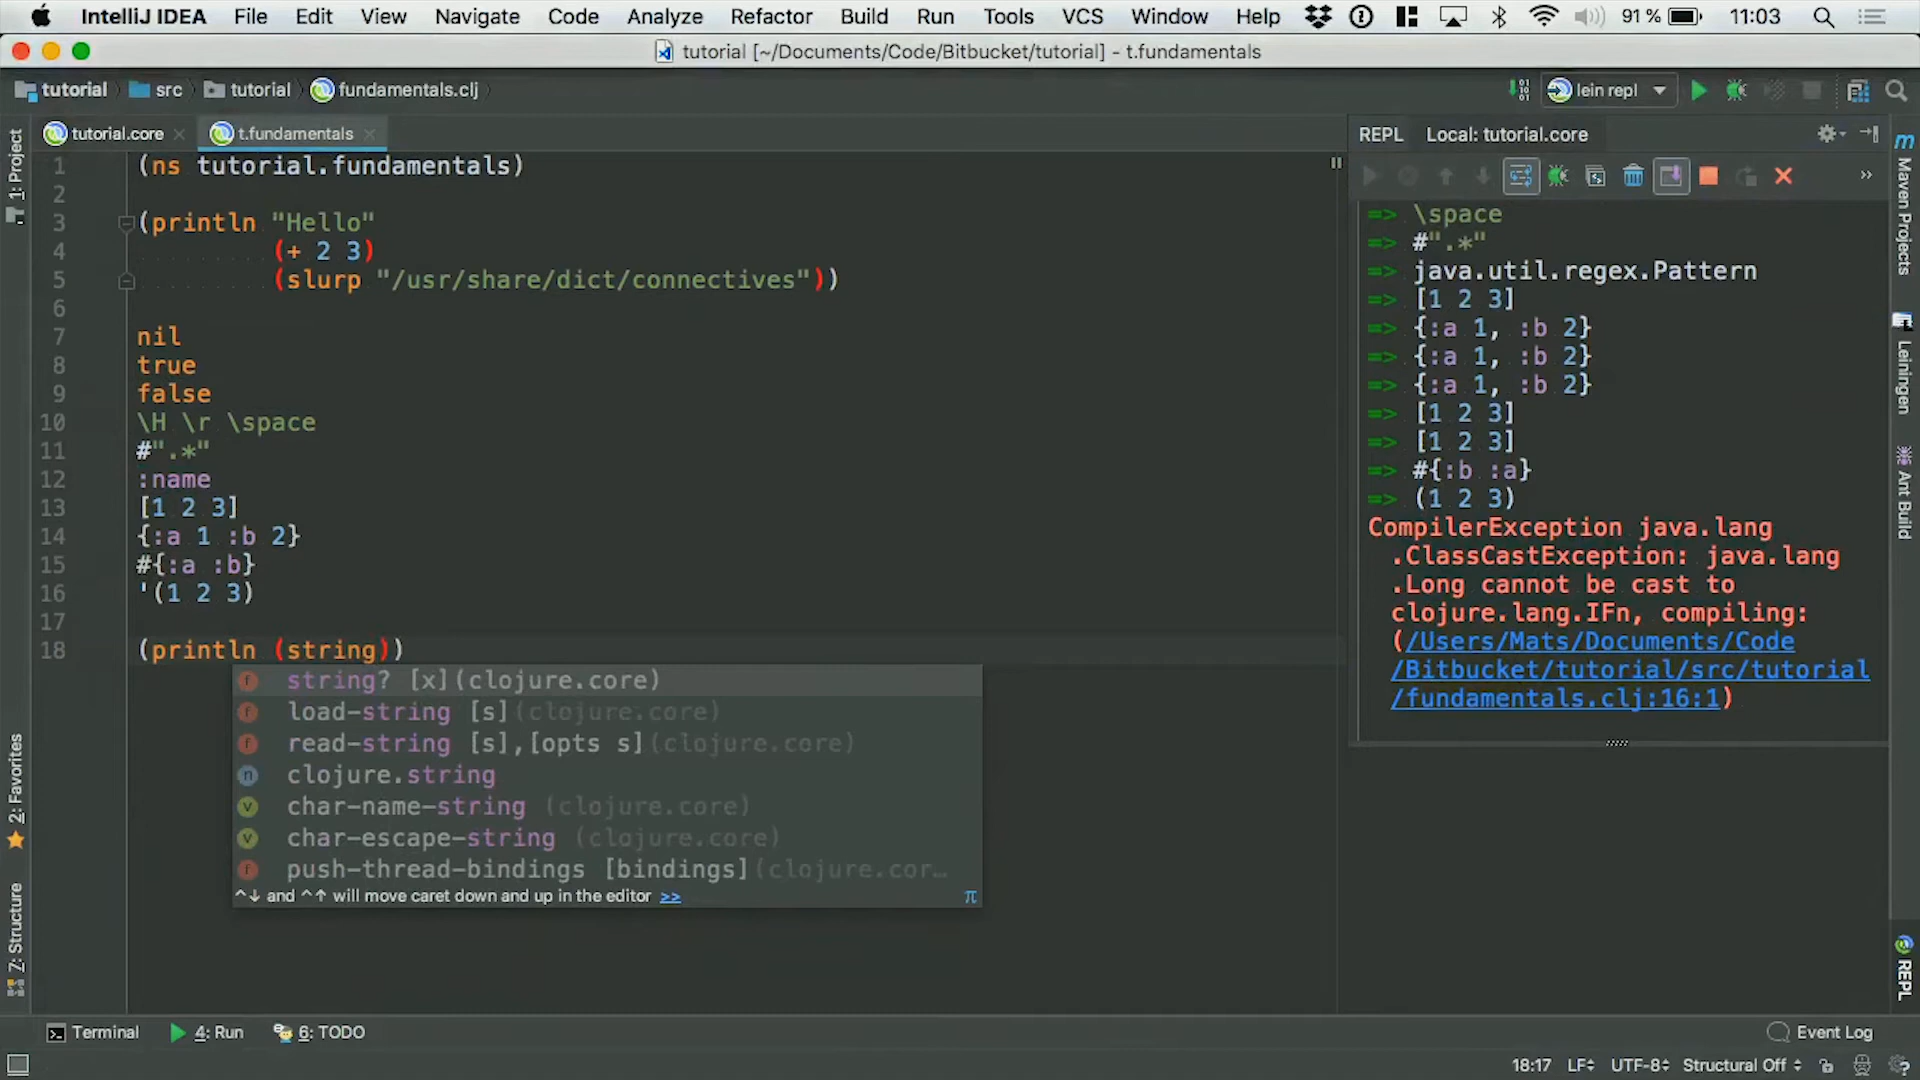 IntelliJ IDEA File Edit View Navigate Code Analyze Refactor Build Run Tools VCS Window Help 91 % 11:03
tutorial [~/Documents/Code/Bitbucket/tutorial] - t.fundamentals
tutorial src tutorial fundamentals.clj lein repl
tutorial.core t.fundamentals
1 (ns tutorial.fundamentals)
2
3 (println "Hello"
4 (+ 2 3)
5 (slurp "/usr/share/dict/connectives"))
6
7 nil
8 true
9 false
10 \H \r \space
11 #".*"
12 :name
13 [1 2 3]
14 {:a 1 :b 2}
15 #{:a :b}
16 '(1 2 3)
17
18 (println (string))
string? [x](clojure.core)
load-string [s](clojure.core)
read-string [s],[opts s](clojure.core)
clojure.string
char-name-string (clojure.core)
char-escape-string (clojure.core)
push-thread-bindings [bindings](clojure.cor…
^↓ and ^↑ will move caret down and up in the editor >> π
REPL Local: tutorial.core
=> \space
=> #".*"
=> java.util.regex.Pattern
=> [1 2 3]
=> {:a 1, :b 2}
=> {:a 1, :b 2}
=> {:a 1, :b 2}
=> [1 2 3]
=> [1 2 3]
=> #{:b :a}
=> (1 2 3)
CompilerException java.lang
.ClassCastException: java.lang
.Long cannot be cast to
clojure.lang.IFn, compiling:
(/Users/Mats/Documents/Code
/Bitbucket/tutorial/src/tutorial
/fundamentals.clj:16:1)
1: Project
2: Favorites
Z: Structure
Maven Projects
Leiningen
Ant Build
REPL
Terminal 4: Run 6: TODO Event Log
18:17 LF UTF-8 Structural Off